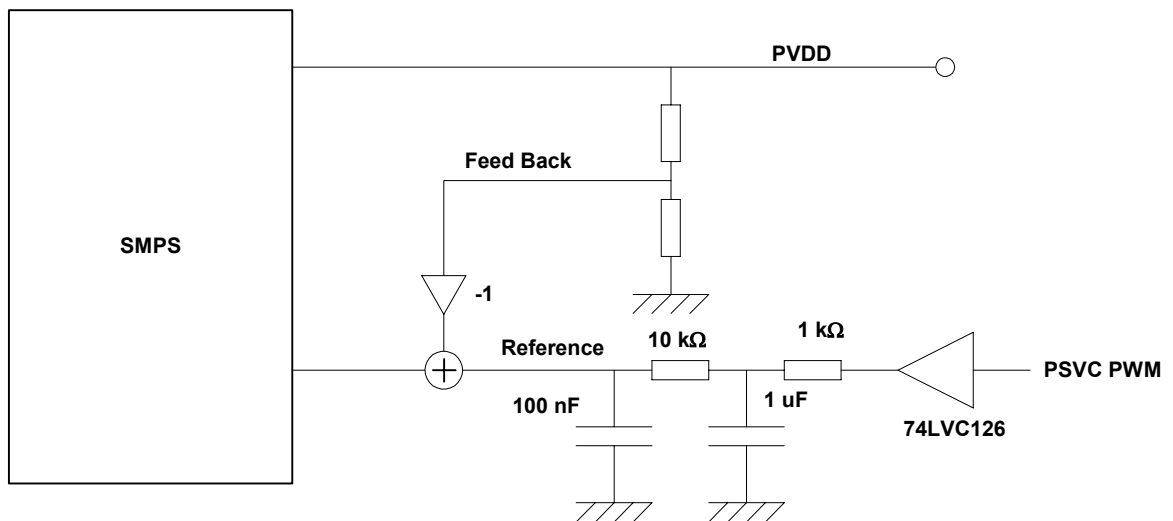 PVDD
Feed Back
SMPS
-1
Reference
10 kΩ
1 kΩ
PSVC PWM
100 nF
1 uF
74LVC126